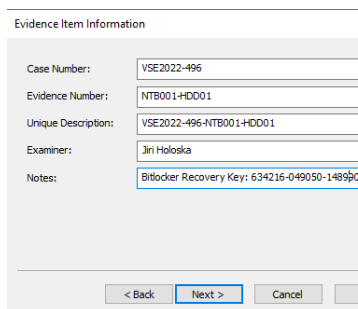 Evidence Item Information
Case Number: VSE2022-496
Evidence Number: NTB001-HDD01
Unique Description: VSE2022-496-NTB001-HDD01
Examiner: Jiri Holoska
Notes: Bitlocker Recovery Key: 634216-049050-148990
< Back Next > Cancel